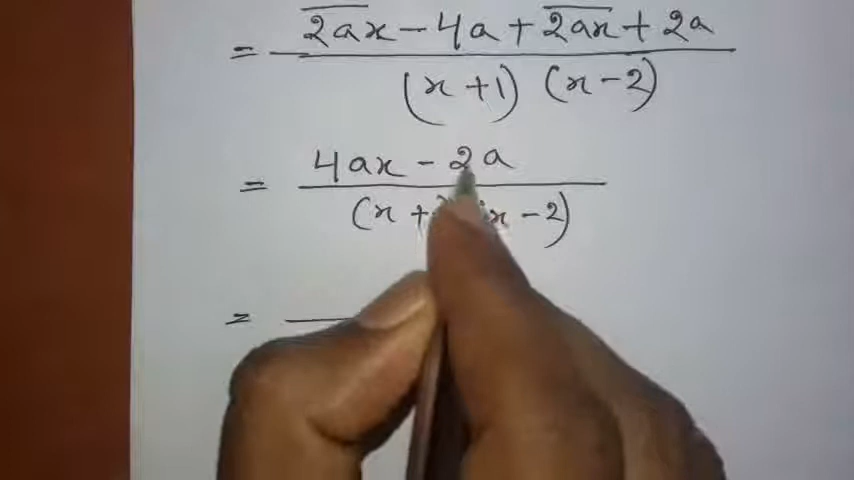 = 2ax - 4a + 2ax + 2a
(x + 1) (x - 2)
= 4ax - 2a
(x + x - 2)
=